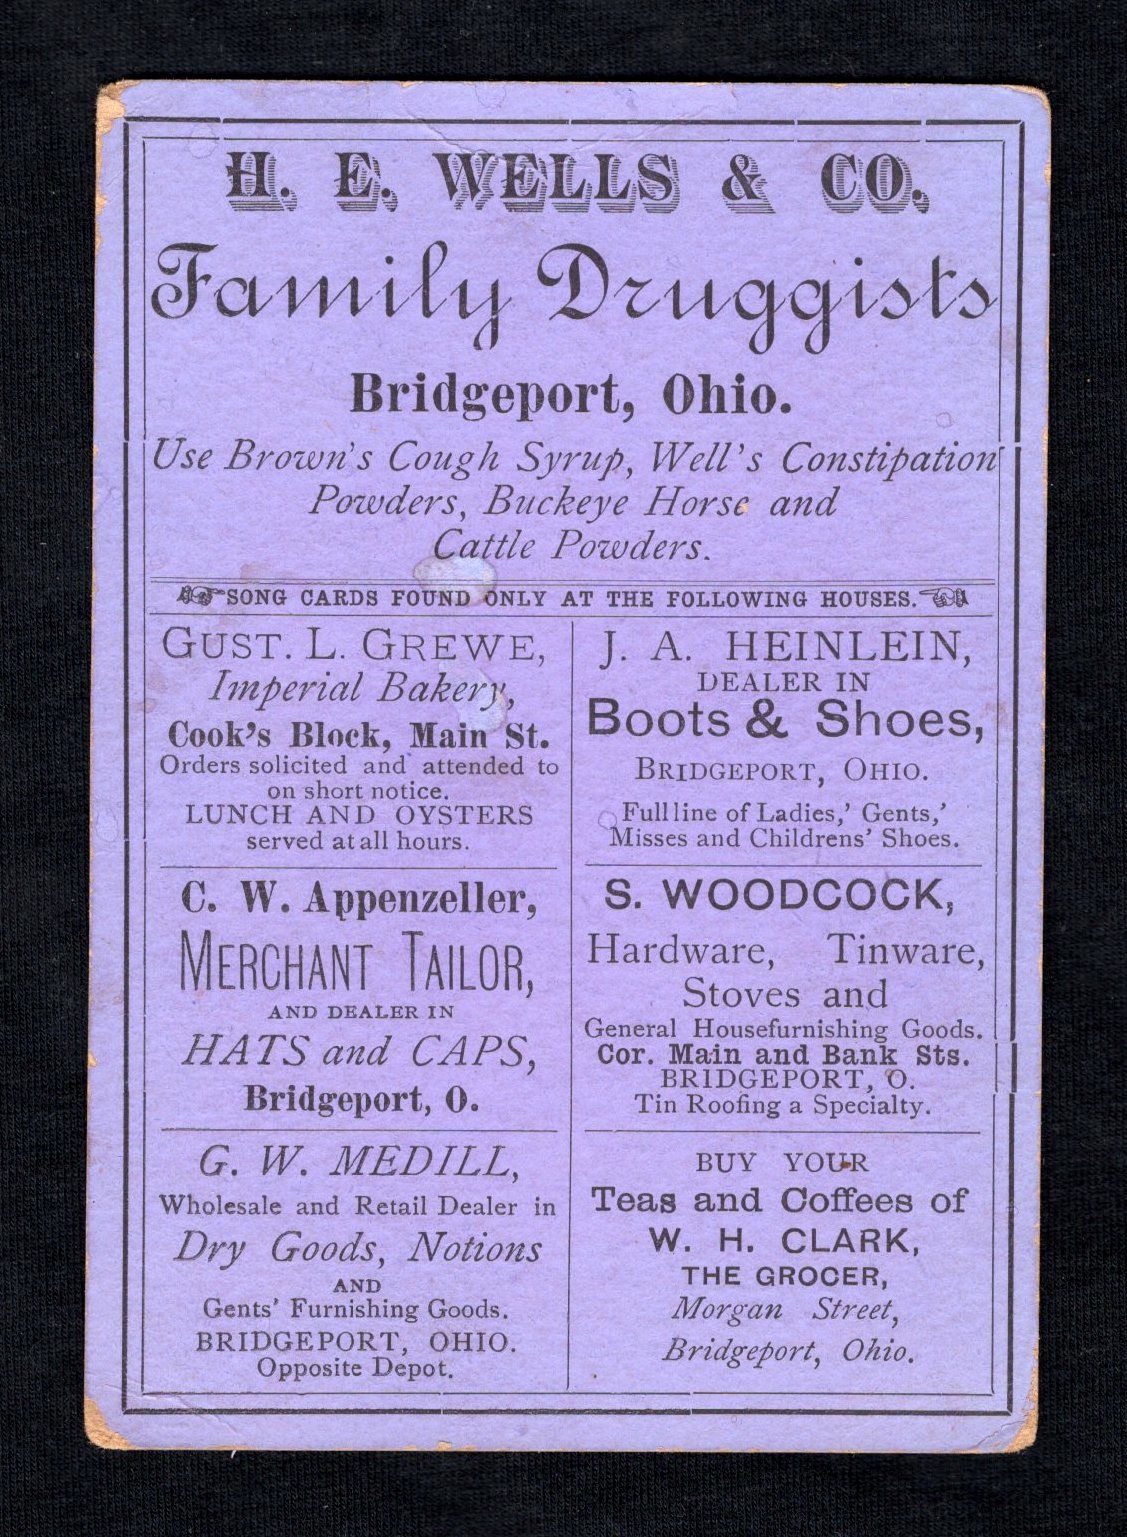 H. E. WELLS & CO.
Family Druggists
Bridgeport, Ohio.
Use Brown's Cough Syrup, Well's Constipation
Powders, Buckeye Horse and
Cattle Powders.
SONG CARDS FOUND ONLY AT THE FOLLOWING HOUSES.
GUST. L. GREWE,
Imperial Bakery,
Cook's Block, Main St.
Orders solicited and attended to
on short notice.
LUNCH AND OYSTERS
served at all hours.
J. A. HEINLEIN,
DEALER IN
Boots & Shoes,
BRIDGEPORT, OHIO.
Full line of Ladies,' Gents,'
Misses and Childrens' Shoes.
C. W. Appenzeller,
MERCHANT TAILOR,
AND DEALER IN
HATS and CAPS,
Bridgeport, O.
S. WOODCOCK,
Hardware, Tinware,
Stoves and
General Housefurnishing Goods.
Cor. Main and Bank Sts.
BRIDGEPORT, O.
Tin Roofing a Specialty.
G. W. MEDILL,
Wholesale and Retail Dealer in
Dry Goods, Notions
AND
Gents' Furnishing Goods.
BRIDGEPORT, OHIO.
Opposite Depot.
BUY YOUR
Teas and Coffees of
W. H. CLARK,
THE GROCER,
Morgan Street,
Bridgeport, Ohio.